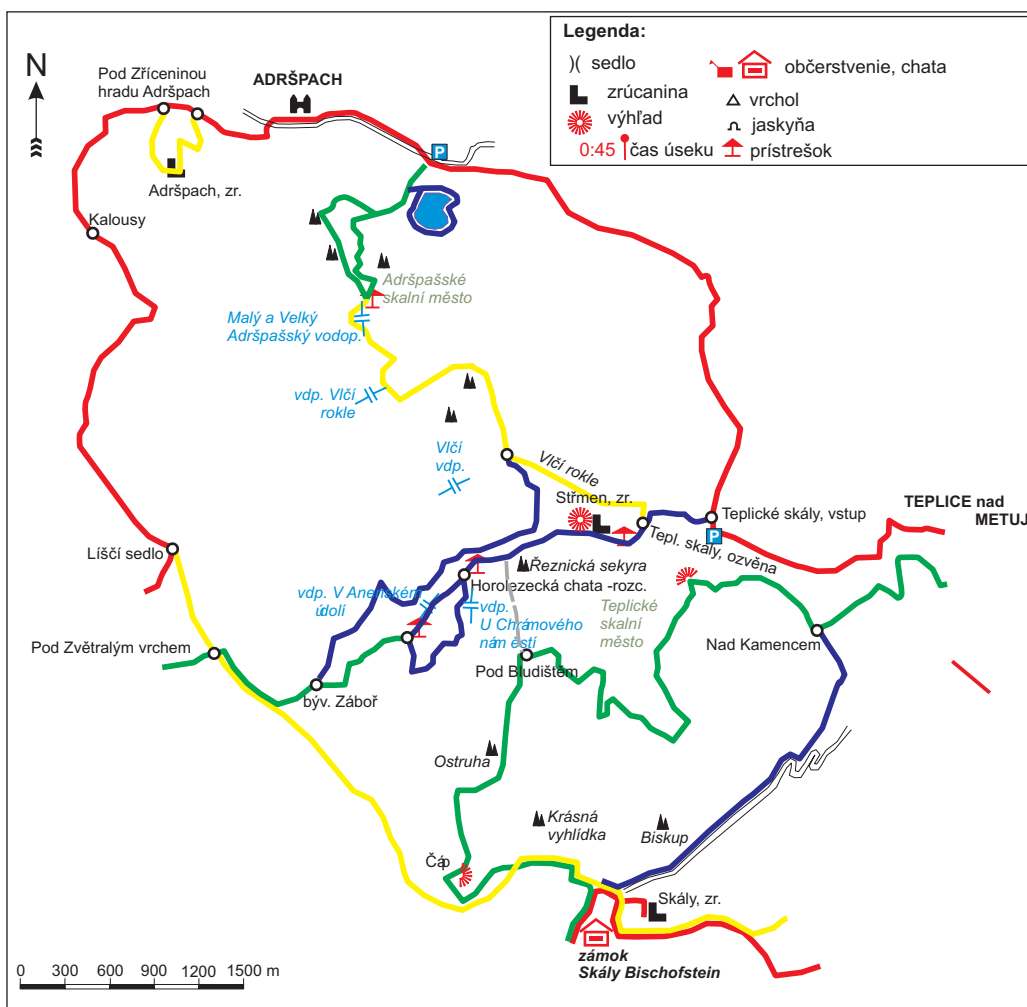 Legenda:
)( sedlo
občerstvenie, chata
zrúcanina
vrchol
výhľad
jaskyňa
0:45 čas úseku
prístrešok
N
Pod Zříceninou
hradu Adršpach
ADRŠPACH
P
Adršpach, zr.
Kalousy
Adršpašské
skalní město
Malý a Velký
Adršpašský vodop.
vdp. Vlčí
rokle
Vlčí
vdp.
Vlčí rokle
Střmen, zr.
Teplické skály, vstup
TEPLICE nad
METUJ
P
Tepl. skály, ozvěna
Líščí sedlo
Řeznická sekyra
Horolezecká chata -rozc.
vdp. V Anenském
údolí
vdp.
U Chrámového
nám ěstí
Teplické
skalní
město
Nad Kamencem
Pod Zvětralým vrchem
Pod Bludištěm
býv. Záboř
Ostruha
Krásná
vyhlídka
Biskup
Čáp
Skály, zr.
zámok
Skály Bischofstein
0 300 600 900 1200 1500 m